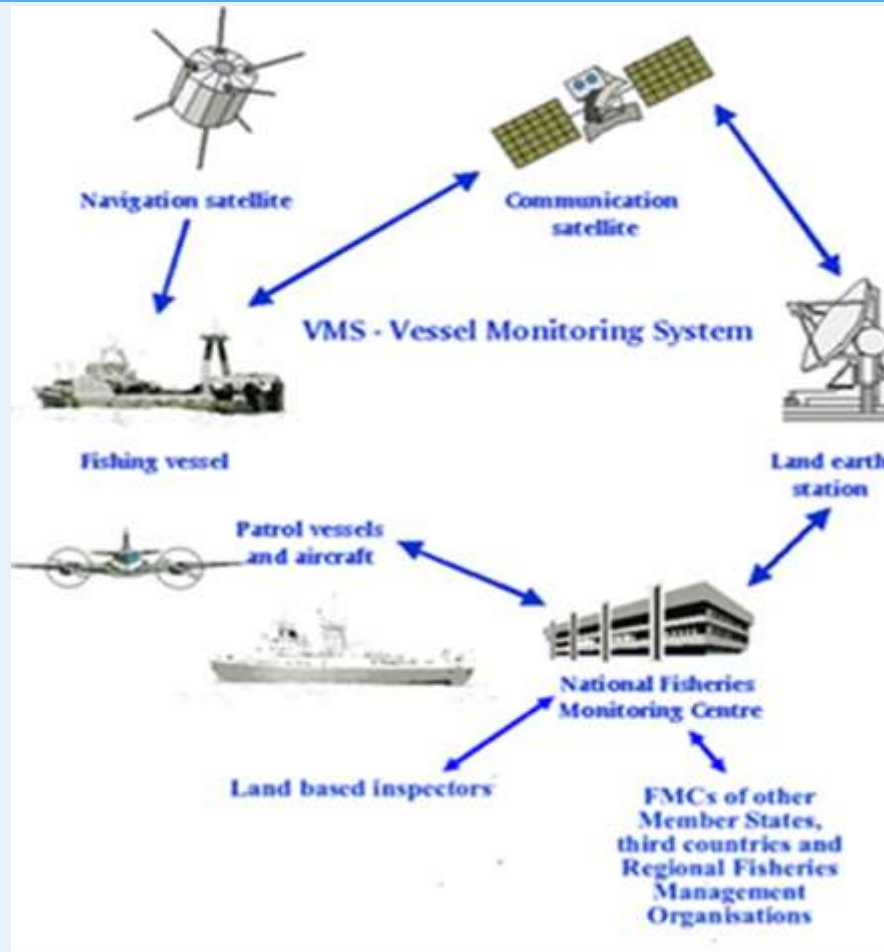 Navigation satellite
Communication
satellite
VMS - Vessel Monitoring System
Fishing vessel
Land earth
station
Patrol vessels
and aircraft
National Fisheries
Monitoring Centre
Land based inspectors
FMCs of other
Member States,
third countries and
Regional Fisheries
Management
Organisations